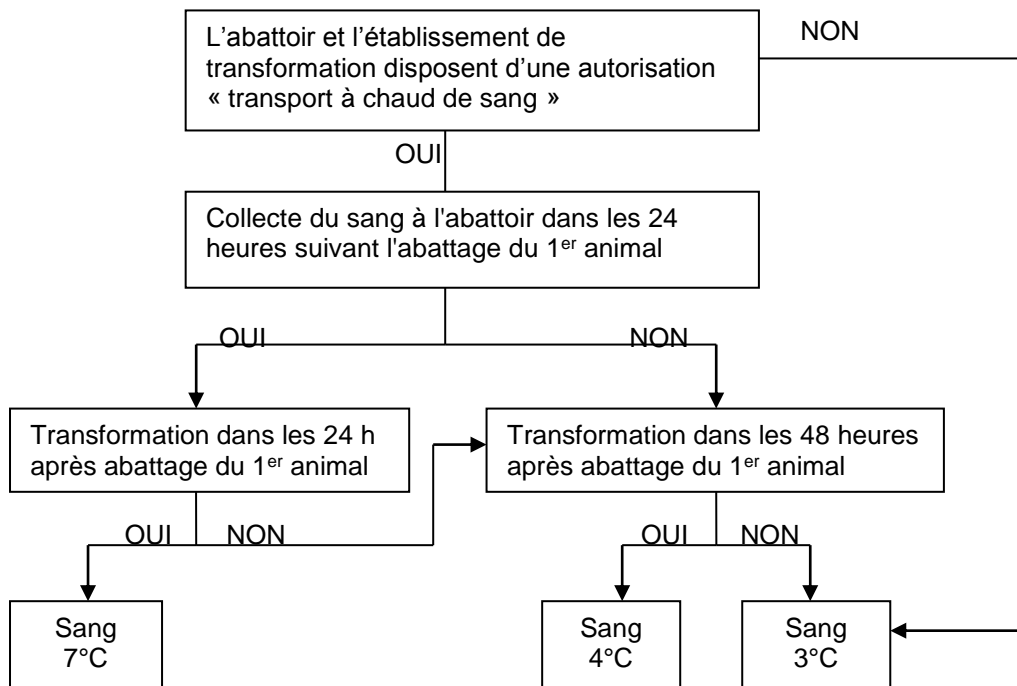 L’abattoir et l’établissement de
transformation disposent d’une autorisation
« transport à chaud de sang »
NON
OUI
Collecte du sang à l'abattoir dans les 24
heures suivant l'abattage du 1er animal
OUI
NON
Transformation dans les 24 h
après abattage du 1er animal
Transformation dans les 48 heures
après abattage du 1er animal
OUI
NON
OUI
NON
Sang
7°C
Sang
4°C
Sang
3°C